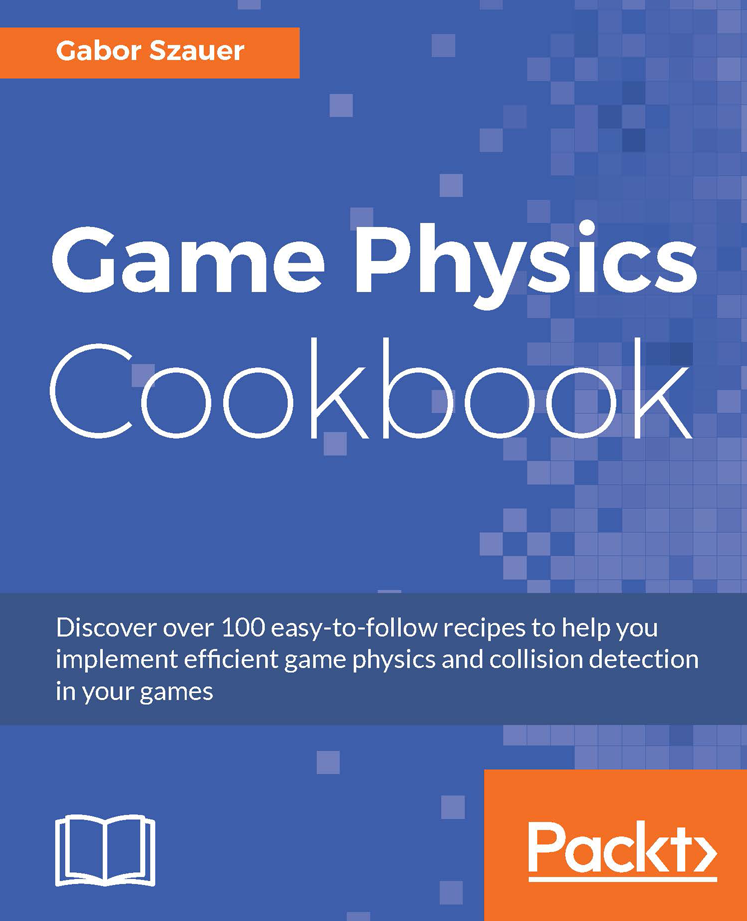 Gabor Szauer
Game Physics
Cookbook
Discover over 100 easy-to-follow recipes to help you
implement efficient game physics and collision detection
in your games
Packt